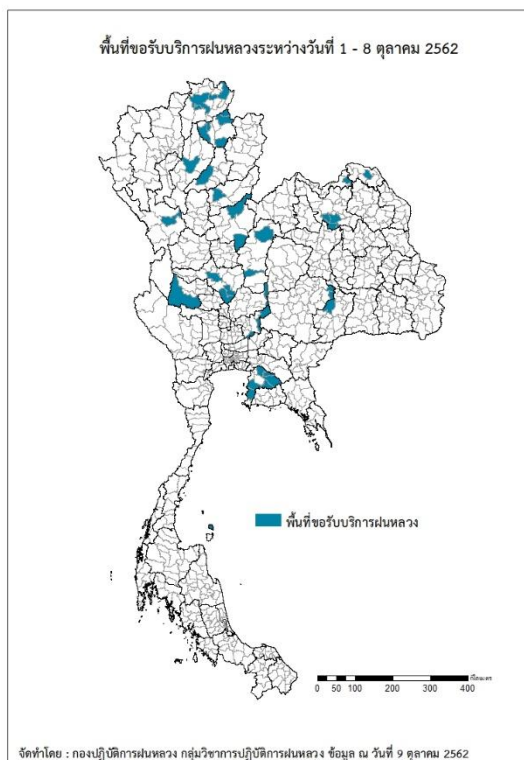 พื้นที่ขอรับบริการฝนหลวงระหว่างวันที่ 1 - 8 ตุลาคม 2562
พื้นที่ขอรับบริการฝนหลวง
กิโลเมตร
0 25 50 100 200 300 400
จัดทำโดย : กองปฏิบัติการฝนหลวง กลุ่มวิชาการปฏิบัติการฝนหลวง ข้อมูล ณ วันที่ 9 ตุลาคม 2562